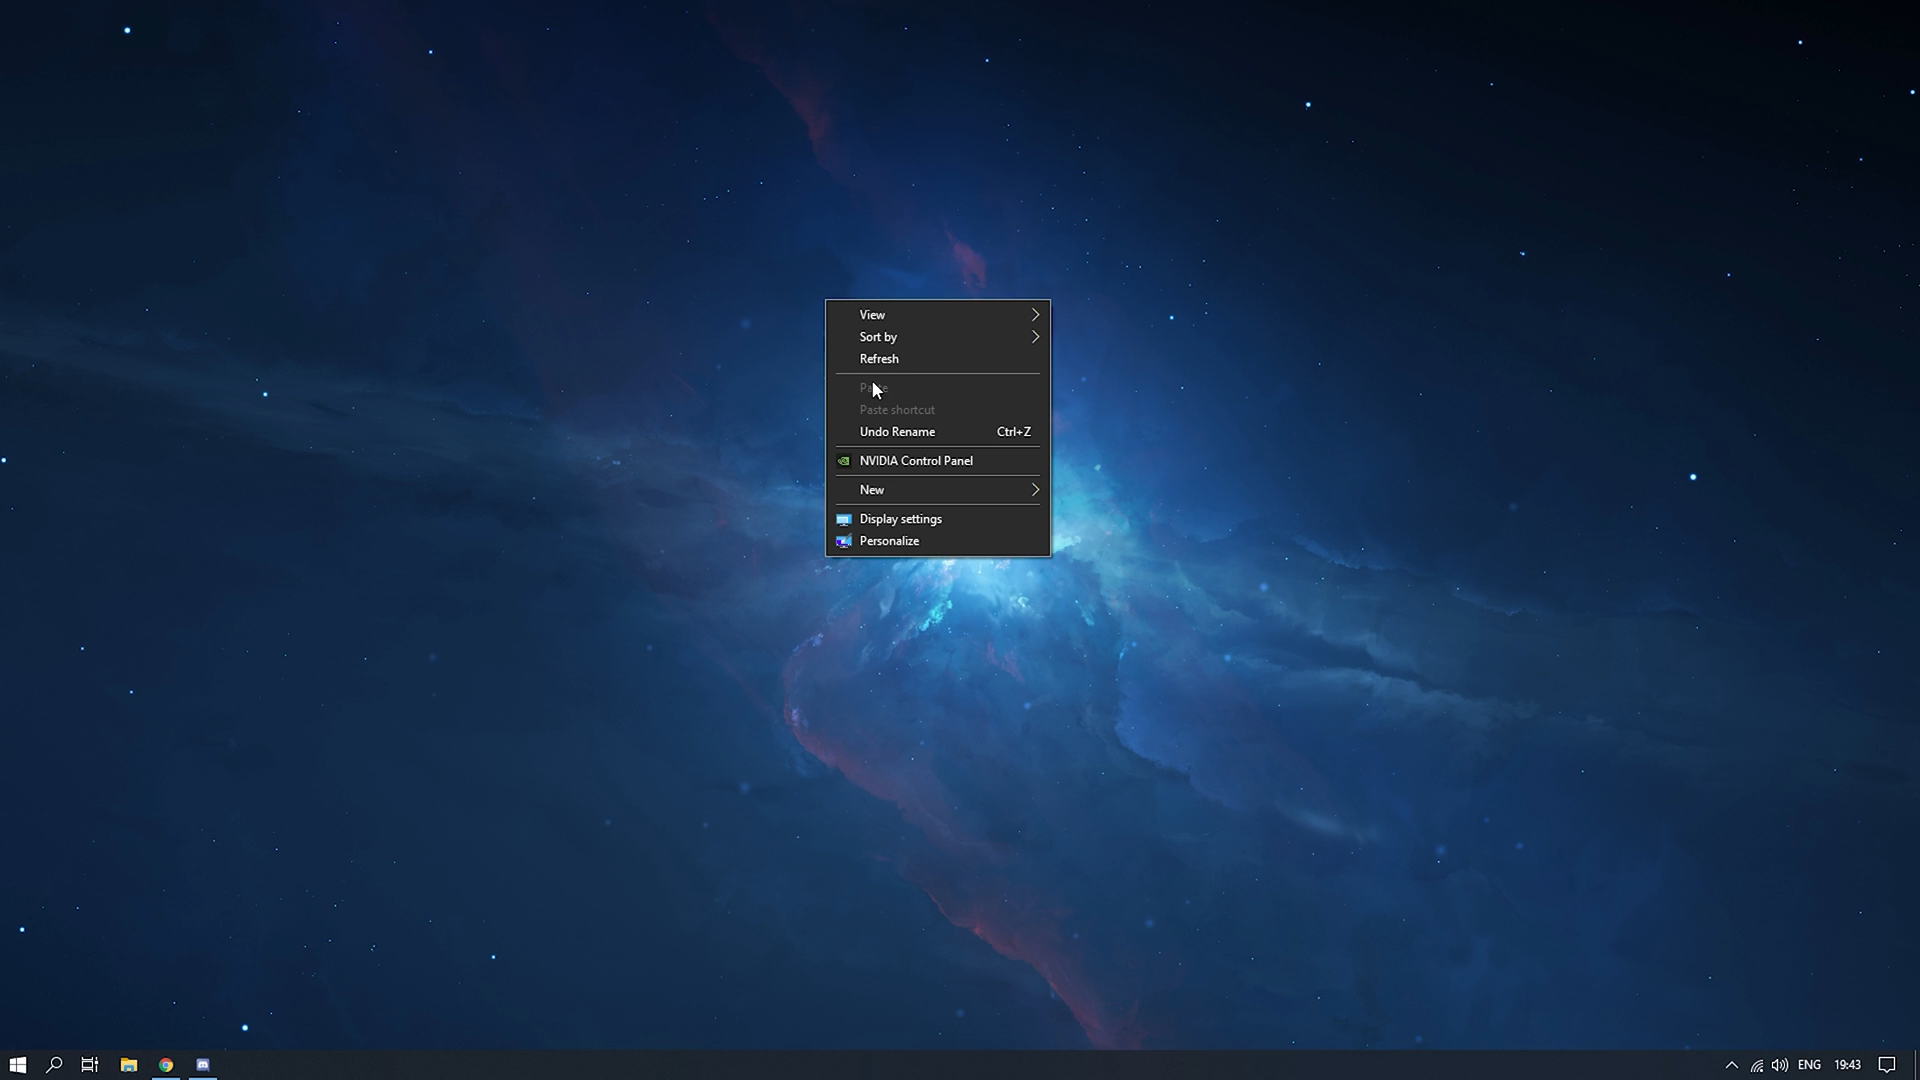 View
Sort by
Refresh
Paste
Paste shortcut
Undo Rename Ctrl+Z
NVIDIA Control Panel
New
Display settings
Personalize
ENG 19:43